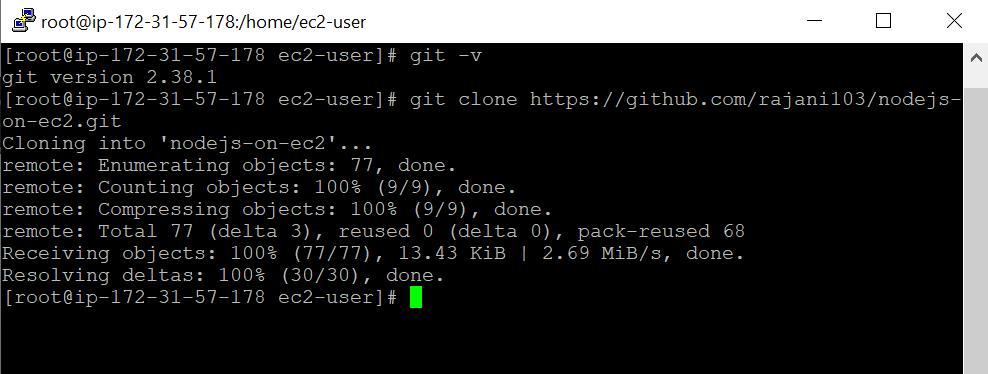 root@ip-172-31-57-178:/home/ec2-user
[root@ip-172-31-57-178 ec2-user]# git -v
git version 2.38.1
[root@ip-172-31-57-178 ec2-user]# git clone https://github.com/rajani103/nodejs-
on-ec2.git
Cloning into 'nodejs-on-ec2'...
remote: Enumerating objects: 77, done.
remote: Counting objects: 100% (9/9), done.
remote: Compressing objects: 100% (9/9), done.
remote: Total 77 (delta 3), reused 0 (delta 0), pack-reused 68
Receiving objects: 100% (77/77), 13.43 KiB | 2.69 MiB/s, done.
Resolving deltas: 100% (30/30), done.
[root@ip-172-31-57-178 ec2-user]#